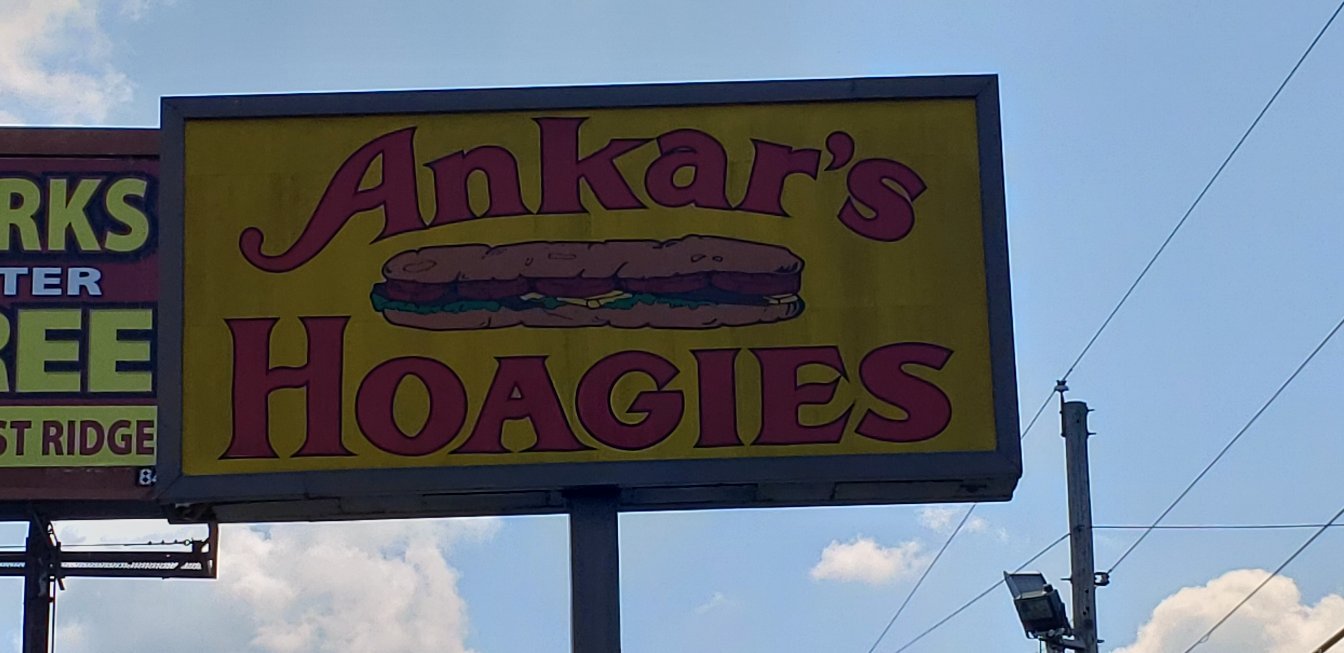 Ankar's
HOAGIES
RKS
TER
REE
ST RIDGE